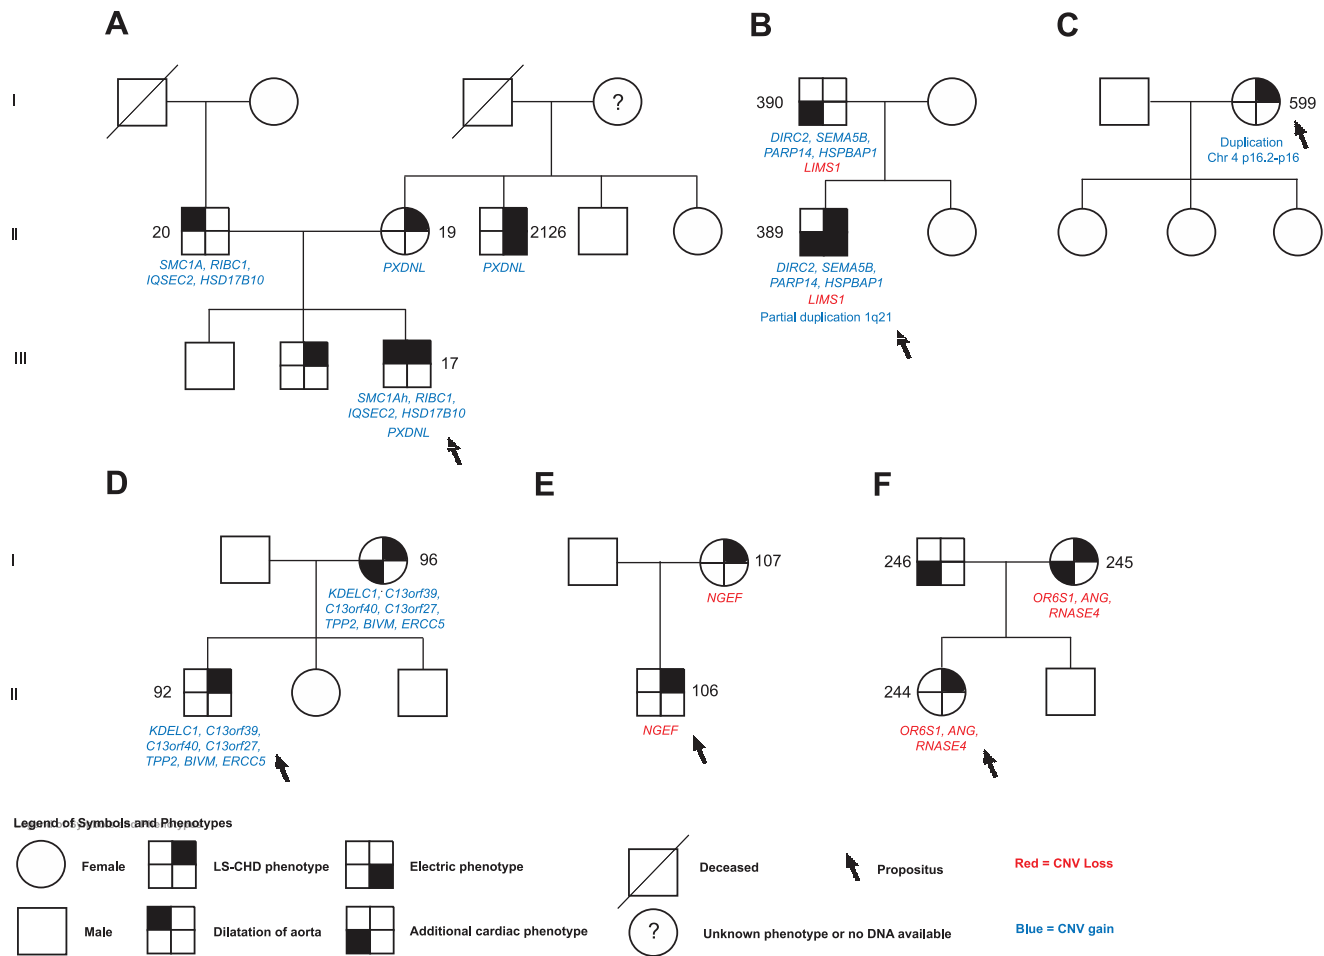 A
B
C
I
?
390
599
DIRC2, SEMA5B,
PARP14, HSPBAP1
LIMS1
Duplication
Chr 4 p16.2-p16
II
20
19
2126
389
SMC1A, RIBC1,
IQSEC2, HSD17B10
PXDNL
PXDNL
DIRC2, SEMA5B,
PARP14, HSPBAP1
LIMS1
Partial duplication 1q21
III
17
SMC1Ah, RIBC1,
IQSEC2, HSD17B10
PXDNL
D
E
F
I
96
107
246
245
KDELC1, C13orf39,
C13orf40, C13orf27,
TPP2, BIVM, ERCC5
NGEF
OR6S1, ANG,
RNASE4
II
92
106
244
KDELC1, C13orf39,
C13orf40, C13orf27,
TPP2, BIVM, ERCC5
NGEF
OR6S1, ANG,
RNASE4
Legend of Symbols and Phenotypes
Female
LS-CHD phenotype
Electric phenotype
Deceased
Propositus
Red = CNV Loss
Male
Dilatation of aorta
Additional cardiac phenotype
?
Unknown phenotype or no DNA available
Blue = CNV gain